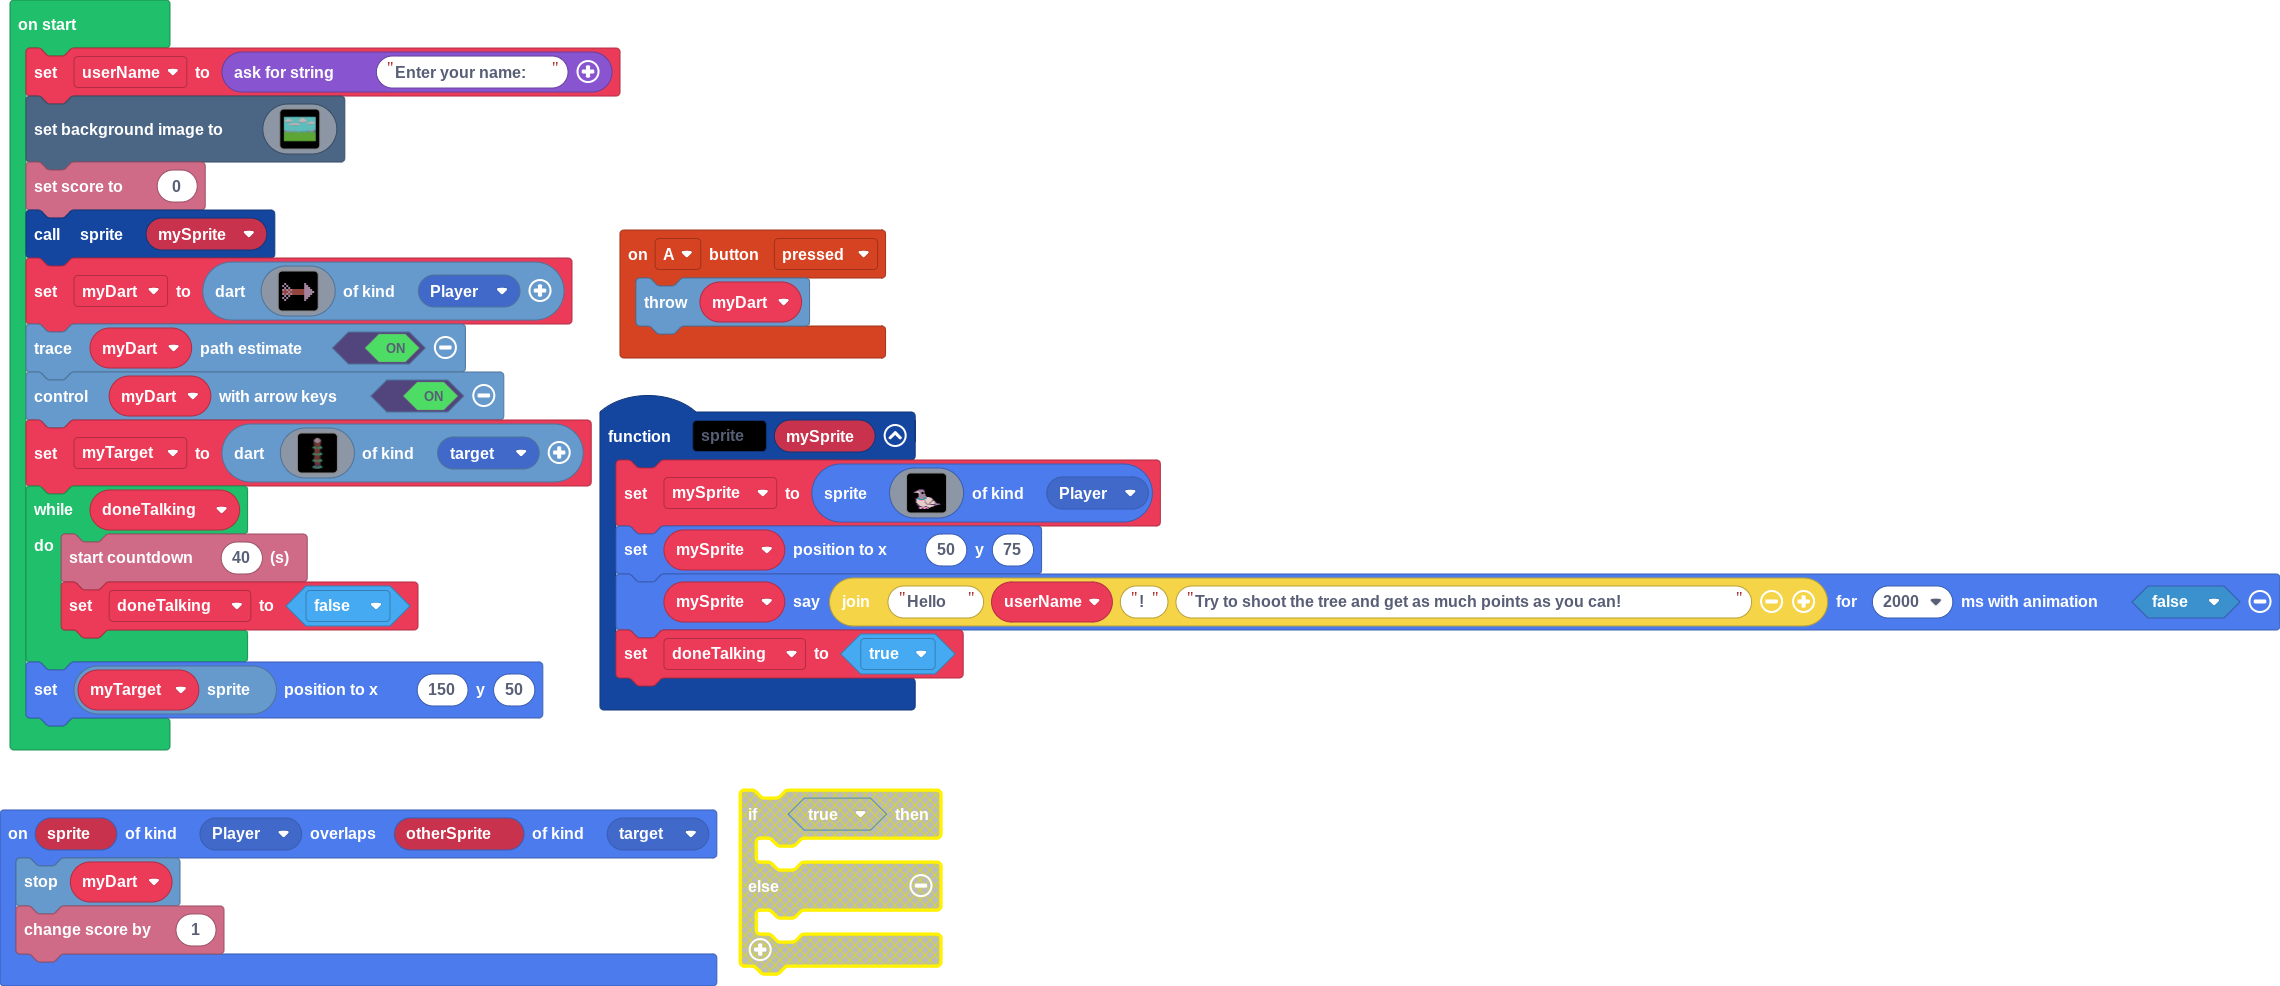 on start
set userName to ask for string "Enter your name: "
set background image to
set score to 0
call sprite mySprite
set myDart to dart of kind Player
trace myDart path estimate ON
control myDart with arrow keys ON
set myTarget to dart of kind target
while doneTalking
do
start countdown 40 (s)
set doneTalking to false
set myTarget sprite position to x 150 y 50
on A button pressed
throw myDart
function sprite mySprite
set mySprite to sprite of kind Player
set mySprite position to x 50 y 75
mySprite say join "Hello " userName "! " "Try to shoot the tree and get as much points as you can! " for 2000 ms with animation false
set doneTalking to true
on sprite of kind Player overlaps otherSprite of kind target
stop myDart
change score by 1
if true then
else